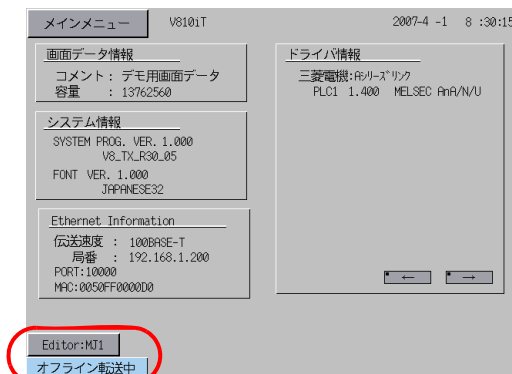 メインメニュー V810iT 2007-4 -1 8 :30:15
画面データ情報
コメント : デモ用画面データ
容量 : 13762560
システム情報
SYSTEM PROG. VER. 1.000
V8_TX_R30_05
FONT VER. 1.000
JAPANESE32
Ethernet Information
伝送速度 : 100BASE-T
局番 : 192.168.1.200
PORT:10000
MAC:0050FF0000D0
ドライバ情報
三菱電機:Aｼﾘｰｽﾞﾘﾝｸ
PLC1 1.400 MELSEC AnA/N/U
← →
Editor:MJ1
オフライン転送中